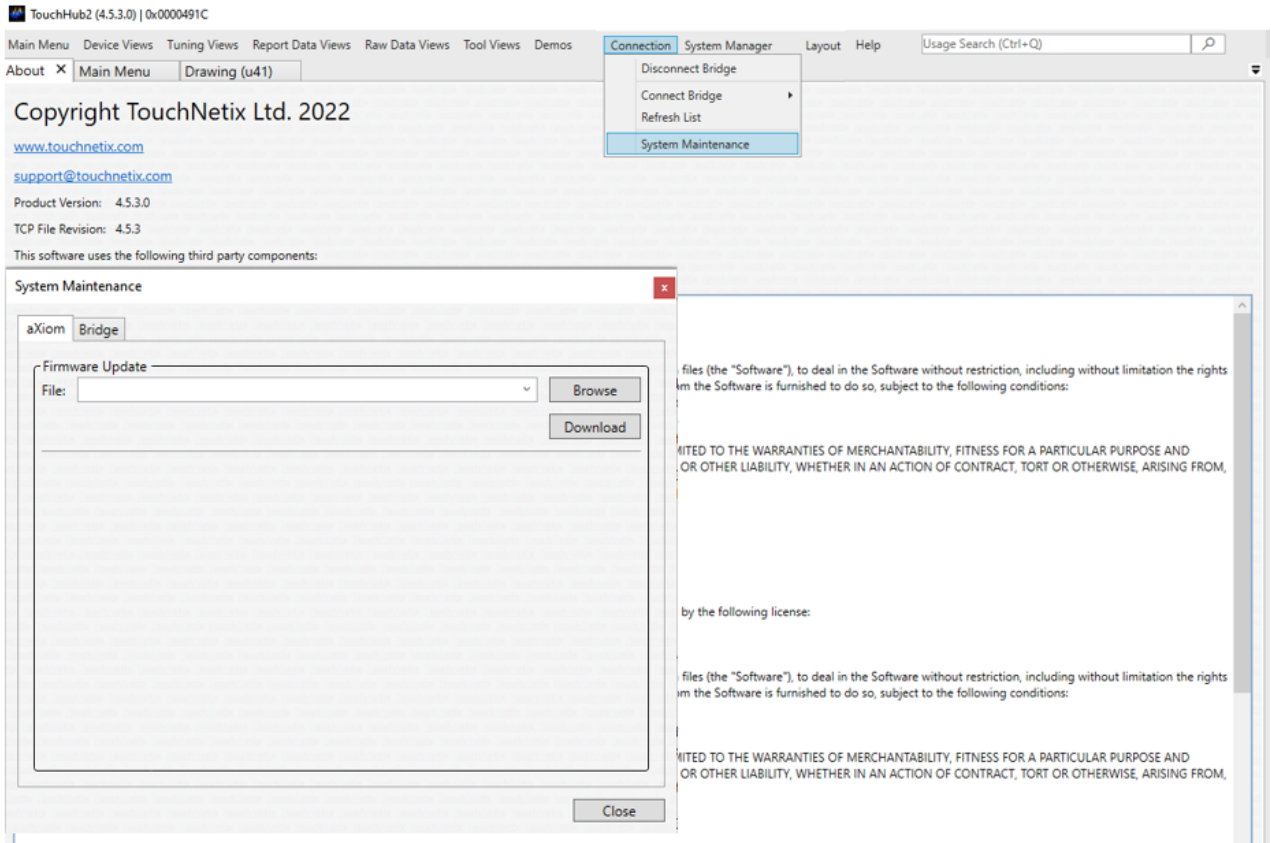 TouchHub2 (4.5.3.0) | 0x0000491C
Main Menu Device Views Tuning Views Report Data Views Raw Data Views Tool Views Demos Connection System Manager Layout Help Usage Search (Ctrl+Q)
About X Main Menu Drawing (u41)
Disconnect Bridge
Connect Bridge
Refresh List
System Maintenance
Copyright TouchNetix Ltd. 2022
www.touchnetix.com
support@touchnetix.com
Product Version: 4.5.3.0
TCP File Revision: 4.5.3
This software uses the following third party components:
System Maintenance
x
aXiom Bridge
Firmware Update
File: Browse
Download
Close
files (the "Software"), to deal in the Software without restriction, including without limitation the rights
m the Software is furnished to do so, subject to the following conditions:
MITED TO THE WARRANTIES OF MERCHANTABILITY, FITNESS FOR A PARTICULAR PURPOSE AND
OR OTHER LIABILITY, WHETHER IN AN ACTION OF CONTRACT, TORT OR OTHERWISE, ARISING FROM,
by the following license:
files (the "Software"), to deal in the Software without restriction, including without limitation the rights
m the Software is furnished to do so, subject to the following conditions:
MITED TO THE WARRANTIES OF MERCHANTABILITY, FITNESS FOR A PARTICULAR PURPOSE AND
OR OTHER LIABILITY, WHETHER IN AN ACTION OF CONTRACT, TORT OR OTHERWISE, ARISING FROM,